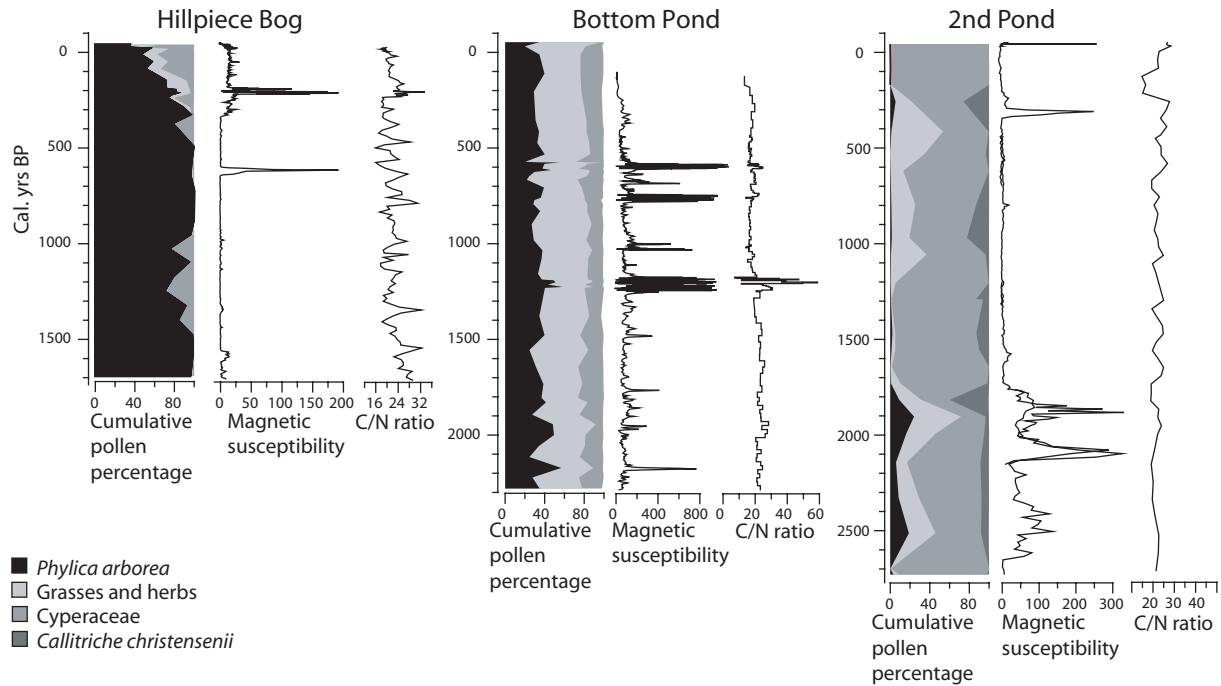 Hillpiece Bog
Bottom Pond
2nd Pond
Cal. yrs BP
0
500
1000
1500
0 40 80
Cumulative
pollen
percentage
0 50 100 150 200
Magnetic
susceptibility
16 24 32
C/N ratio
0
500
1000
1500
2000
0 40 80
Cumulative
pollen
percentage
0 400 800
Magnetic
susceptibility
0 20 40 60
C/N ratio
0
500
1000
1500
2000
2500
0 40 80
Cumulative
pollen
percentage
0 100 200 300
Magnetic
susceptibility
20 30 40
C/N ratio
Phylica arborea
Grasses and herbs
Cyperaceae
Callitriche christensenii